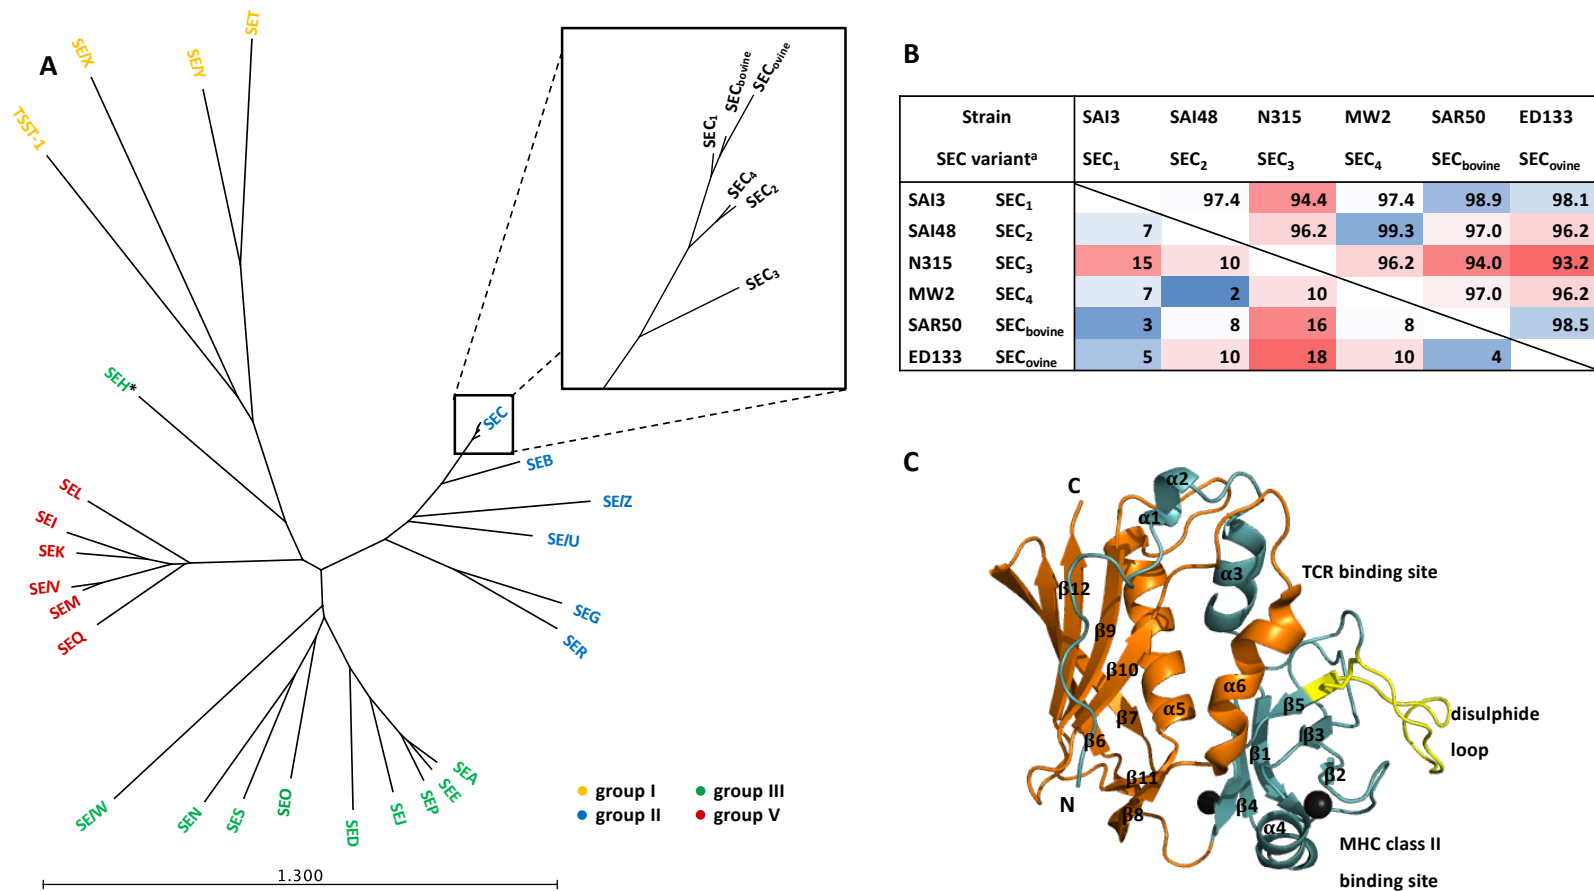 A
SET
SElX
SElY
TSST-1
SEH*
SEL
SEI
SEK
SElV
SEM
SEQ
SElW
SEN
SES
SEO
SED
SEJ
SEP
SEE
SEA
SEC
SEB
SElZ
SElU
SEG
SER
SEC1
SECbovine
SECovine
SEC4
SEC2
SEC3
group I
group III
group II
group V
1.300
B
Strain SAI3 SAI48 N315 MW2 SAR50 ED133
SEC variantᵃ SEC1 SEC2 SEC3 SEC4 SECbovine SECovine
SAI3 SEC1 97.4 94.4 97.4 98.9 98.1
SAI48 SEC2 7 96.2 99.3 97.0 96.2
N315 SEC3 15 10 96.2 94.0 93.2
MW2 SEC4 7 2 10 97.0 96.2
SAR50 SECbovine 3 8 16 8 98.5
ED133 SECovine 5 10 18 10 4
C
C
α2
α1
α3
TCR binding site
β12
β9
β10
α6
α5
β5
β7
β3
disulphide
loop
β6
β1
β2
β11
N
β8
β4
α4
MHC class II
binding site